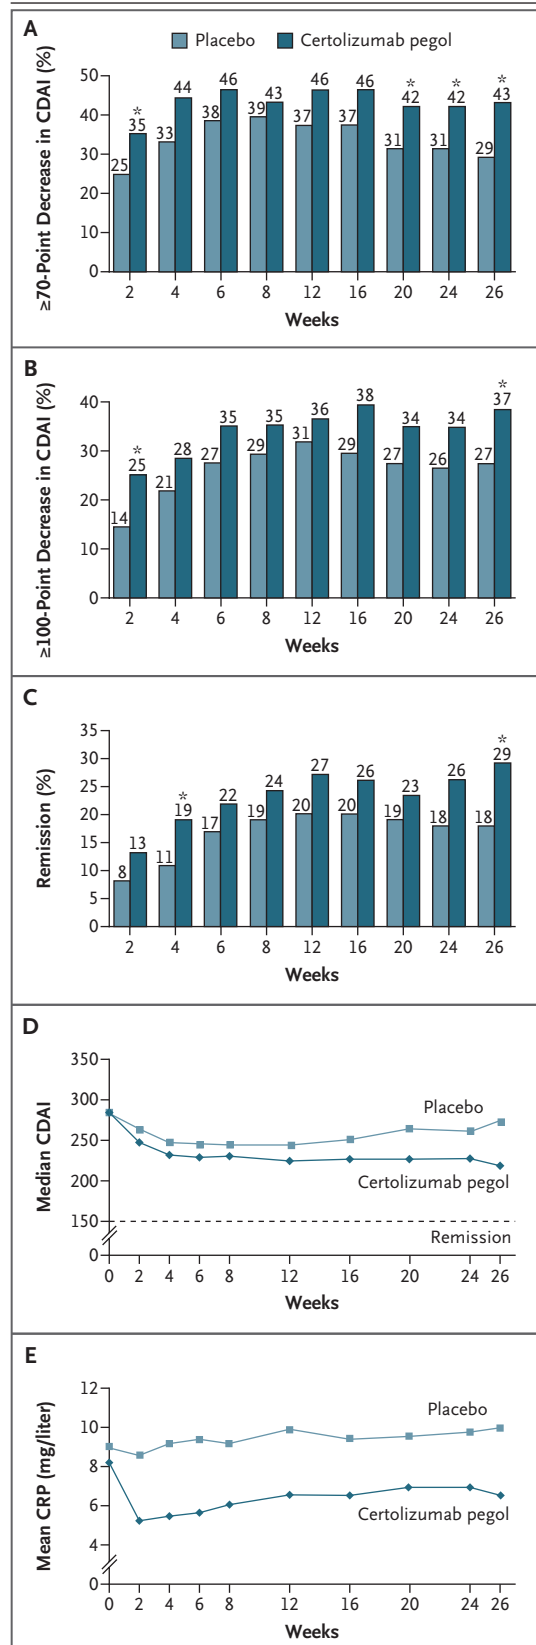 A
Placebo Certolizumab pegol
≥70-Point Decrease in CDAI (%)
50
40
30
20
10
0
25 * 35 33 44 38 46 39 43 37 46 37 46 31 * 42 31 * 42 29 * 43
2 4 6 8 12 16 20 24 26
Weeks
B
≥100-Point Decrease in CDAI (%)
40
30
20
10
0
14 * 25 21 28 27 35 29 35 31 36 29 38 27 34 26 34 27 * 37
2 4 6 8 12 16 20 24 26
Weeks
C
Remission (%)
35
30
25
20
15
10
5
0
8 13 11 * 19 17 22 19 24 20 27 20 26 19 23 18 26 18 * 29
2 4 6 8 12 16 20 24 26
Weeks
D
Median CDAI
350
300
250
200
150
0
Placebo
Certolizumab pegol
Remission
0 2 4 6 8 12 16 20 24 26
Weeks
E
Mean CRP (mg/liter)
12
10
8
6
4
0
Placebo
Certolizumab pegol
0 2 4 6 8 12 16 20 24 26
Weeks